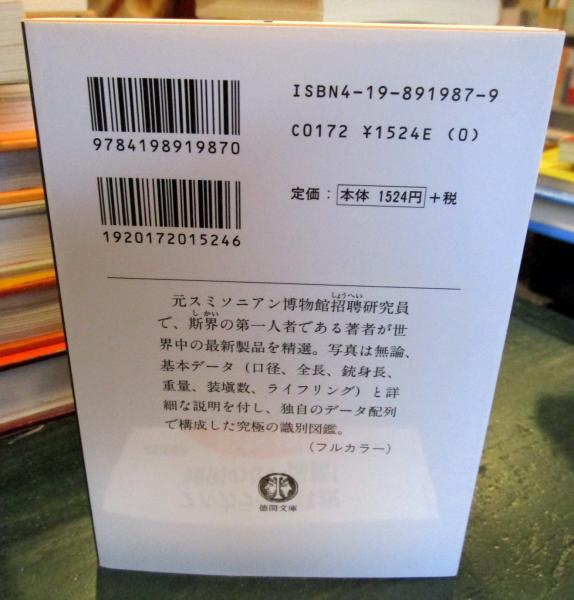 ISBN4-19-891987-9
9784198919870
C0172 ¥1524E (0)
定価：本体 1524円+税
1920172015246
元スミソニアン博物館招聘研究員
しょうへい
で、斯界の第一人者である著者が世
しかい
界中の最新製品を精選。写真は無論、
基本データ（口径、全長、銃身長、
重量、装塡数、ライフリング）と詳
細な説明を付し、独自のデータ配列
で構成した究極の識別図鑑。
（フルカラー）
徳間文庫